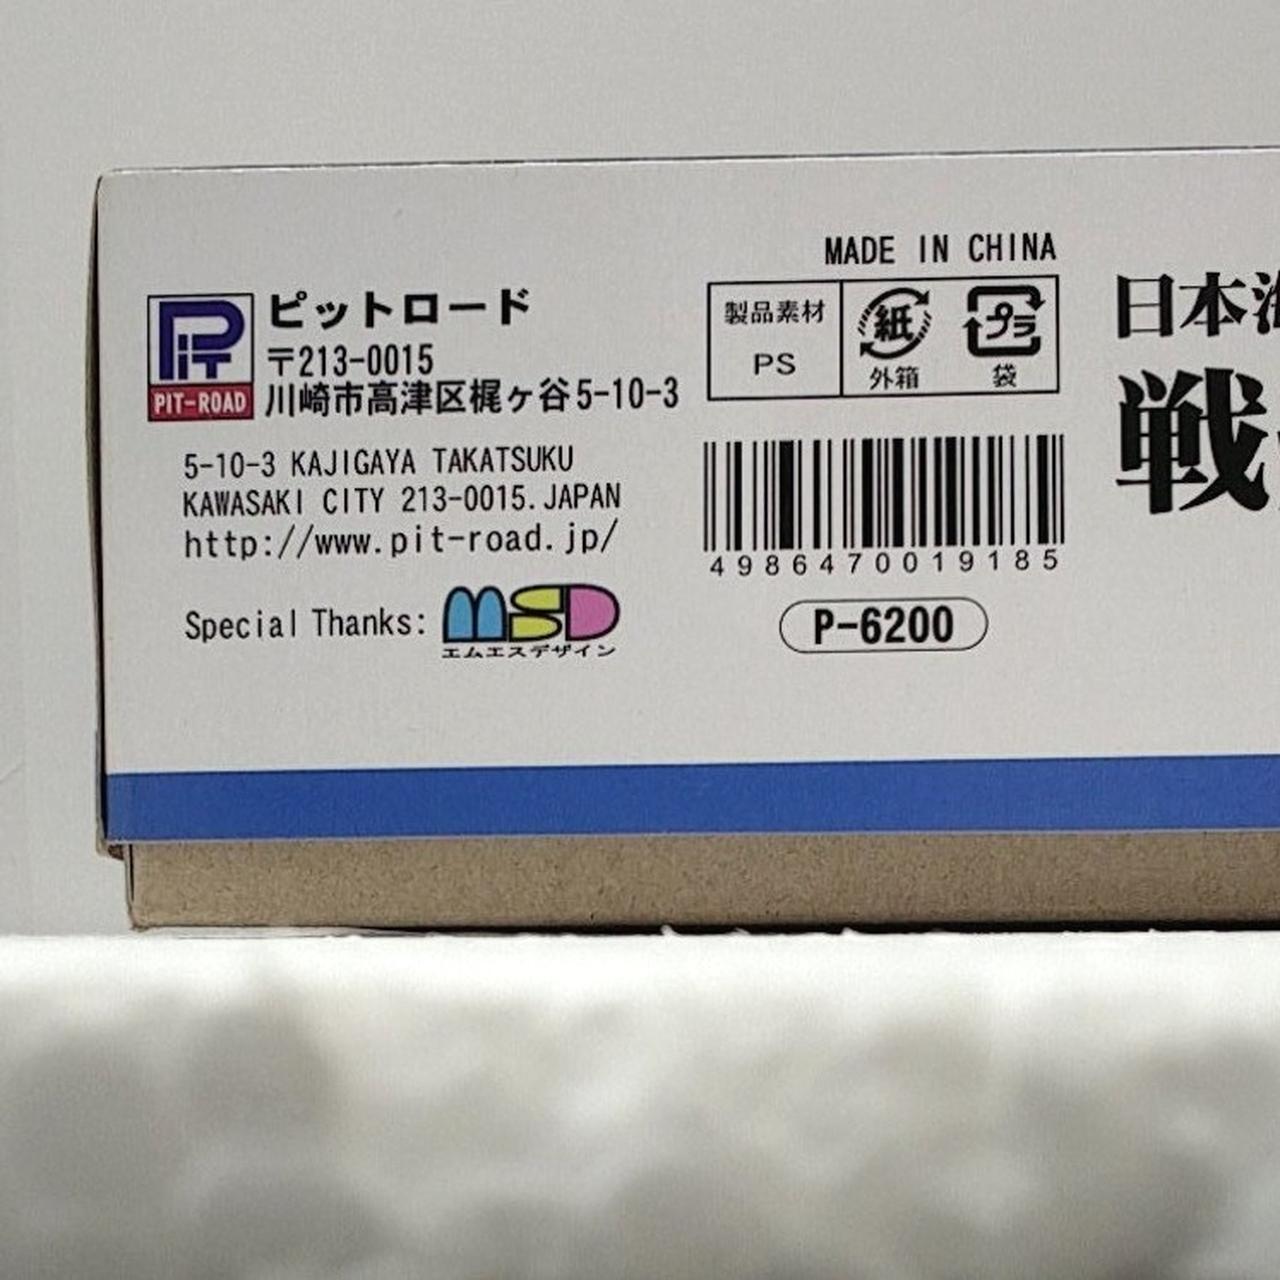 MADE IN CHINA
PIT
PIT-ROAD
ピットロード
〒213-0015
川崎市高津区梶ヶ谷5-10-3
5-10-3 KAJIGAYA TAKATSUKU
KAWASAKI CITY 213-0015.JAPAN
http://www.pit-road.jp/
Special Thanks: MSD
エムエスデザイン
製品素材
PS
紙
外箱
プラ
袋
4986470019185
P-6200
日本海
戦